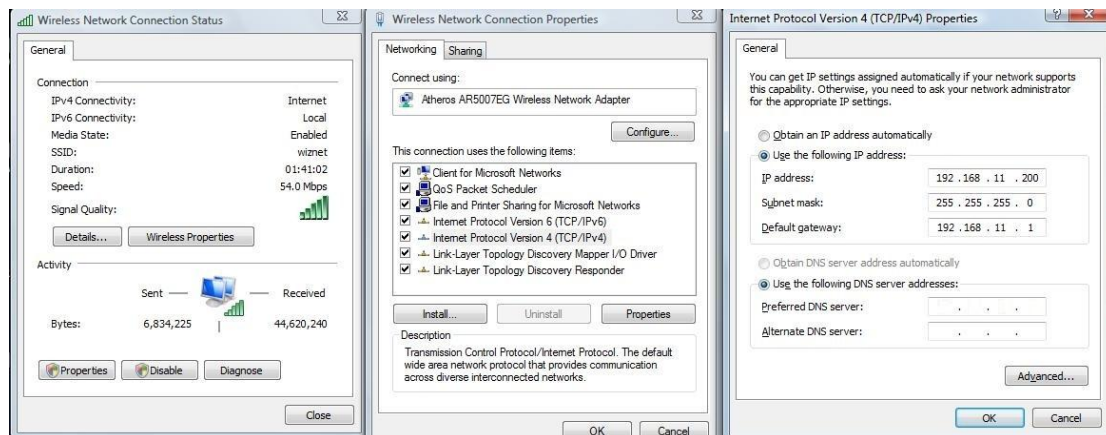 Wireless Network Connection Status
General
Connection
IPv4 Connectivity: Internet
IPv6 Connectivity: Local
Media State: Enabled
SSID: wiznet
Duration: 01:41:02
Speed: 54.0 Mbps
Signal Quality:
Details... Wireless Properties
Activity
Sent Received
Bytes: 6,834,225 44,620,240
Properties Disable Diagnose
Close
Wireless Network Connection Properties
Networking Sharing
Connect using:
Atheros AR5007EG Wireless Network Adapter
Configure...
This connection uses the following items:
Client for Microsoft Networks
QoS Packet Scheduler
File and Printer Sharing for Microsoft Networks
Internet Protocol Version 6 (TCP/IPv6)
Internet Protocol Version 4 (TCP/IPv4)
Link-Layer Topology Discovery Mapper I/O Driver
Link-Layer Topology Discovery Responder
Install... Uninstall Properties
Description
Transmission Control Protocol/Internet Protocol. The default
wide area network protocol that provides communication
across diverse interconnected networks.
OK Cancel
Internet Protocol Version 4 (TCP/IPv4) Properties
General
You can get IP settings assigned automatically if your network supports
this capability. Otherwise, you need to ask your network administrator
for the appropriate IP settings.
Obtain an IP address automatically
Use the following IP address:
IP address: 192 . 168 . 11 . 200
Subnet mask: 255 . 255 . 255 . 0
Default gateway: 192 . 168 . 11 . 1
Obtain DNS server address automatically
Use the following DNS server addresses:
Preferred DNS server: . . .
Alternate DNS server: . . .
Advanced...
OK Cancel